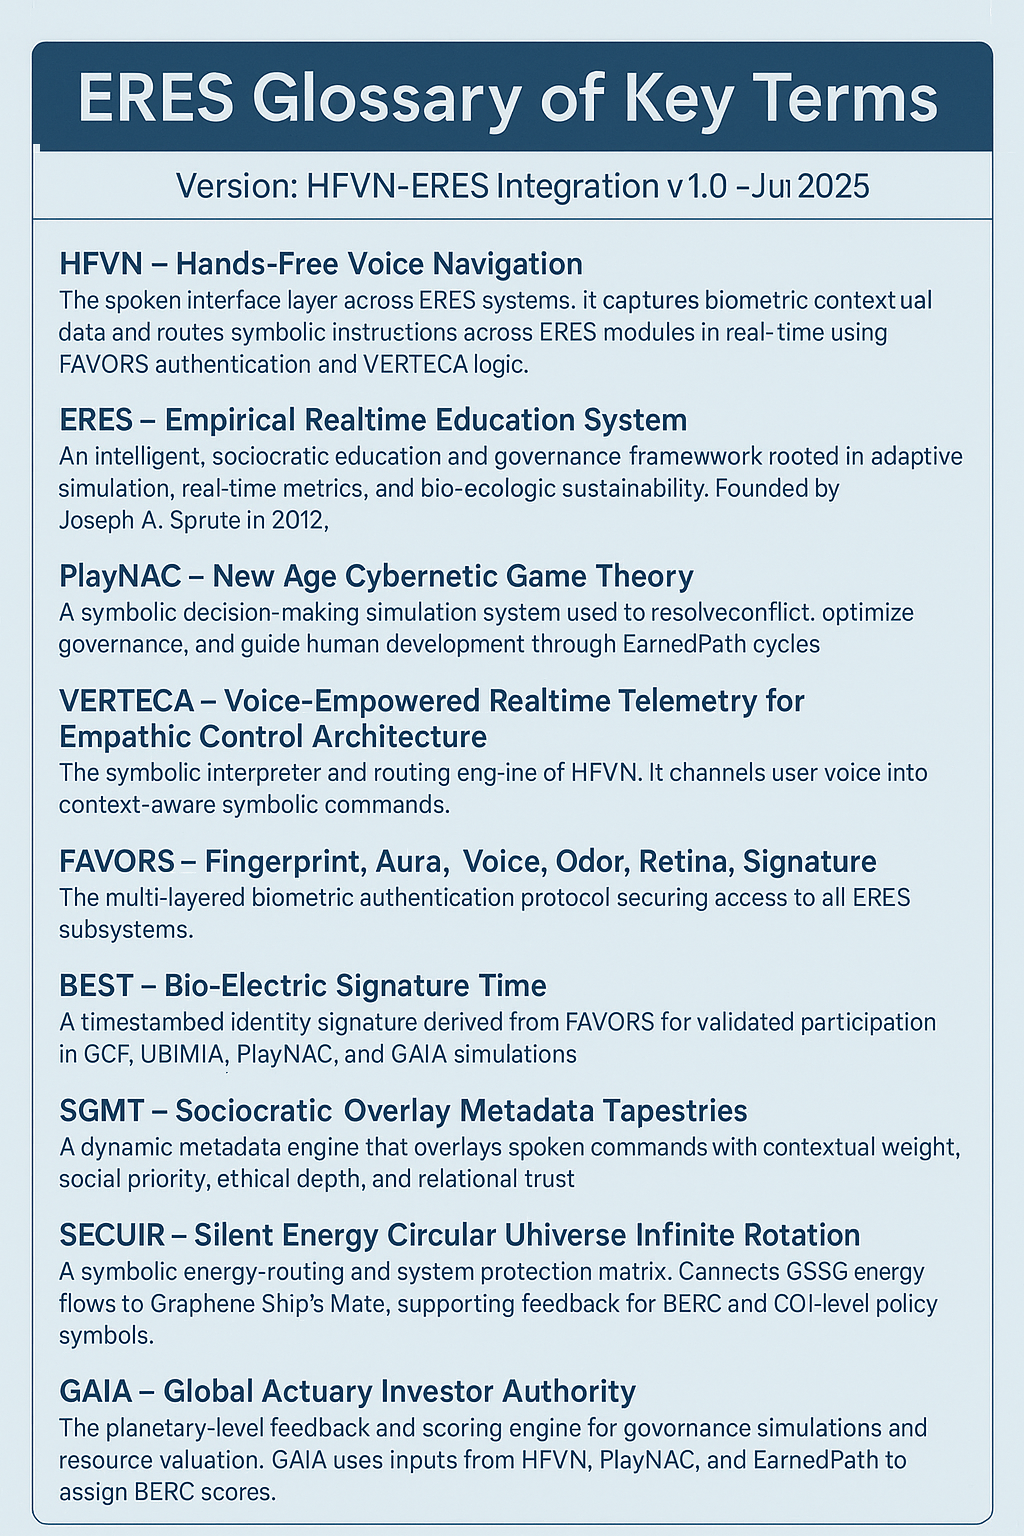 ERES Glossary of Key Terms
Version: HFVN-ERES Integration v1.0 –Jul 2025
HFVN – Hands-Free Voice Navigation
The spoken interface layer across ERES systems. it captures biometric context ual
data and routes symbolic instructions across ERES modules in real-time using
FAVORS authentication and VERTECA logic.
ERES – Empirical Realtime Education System
An intelligent, sociocratic education and governance framewwork rooted in adaptive
simulation, real-time metrics, and bio-ecologic sustainability. Founded by
Joseph A. Sprute in 2012,
PlayNAC – New Age Cybernetic Game Theory
A symbolic decision-making simulation system used to resolveconflict. optimize
governance, and guide human development through EarnedPath cycles
VERTECA – Voice-Empowered Realtime Telemetry for
Empathic Control Architecture
The symbolic interpreter and routing eng-ine of HFVN. It channels user voice into
context-aware symbolic commands.
FAVORS – Fingerprint, Aura, Voice, Odor, Retina, Signature
The multi-layered biometric authentication protocol securing access to all ERES
subsystems.
BEST – Bio-Electric Signature Time
A timestambed identity signature derived from FAVORS for validated participation
in GCF, UBIMIA, PlayNAC, and GAIA simulations
SGMT – Sociocratic Overlay Metadata Tapestries
A dynamic metadata engine that overlays spoken commands with contextual weight,
social priority, ethical depth, and relational trust
SECUIR – Silent Energy Circular Uhiverse Infinite Rotation
A symbolic energy-routing and system protection matrix. Cannects GSSG energy
flows to Graphene Ship's Mate, supporting feedback for BERC and COI-level policy
symbols.
GAIA – Global Actuary Investor Authority
The planetary-level feedback and scoring engine for govornance simulations and
resource valuation. GAIA uses inputs from HFVN, PlayNAC, and EarnedPath to
assign BERC scores.